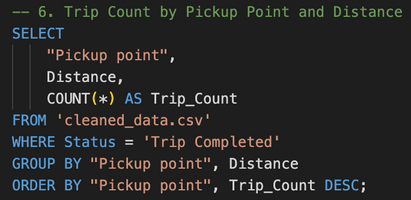 -- 6. Trip Count by Pickup Point and Distance
SELECT
"Pickup point",
Distance,
COUNT(*) AS Trip_Count
FROM 'cleaned_data.csv'
WHERE Status = 'Trip Completed'
GROUP BY "Pickup point", Distance
ORDER BY "Pickup point", Trip_Count DESC;